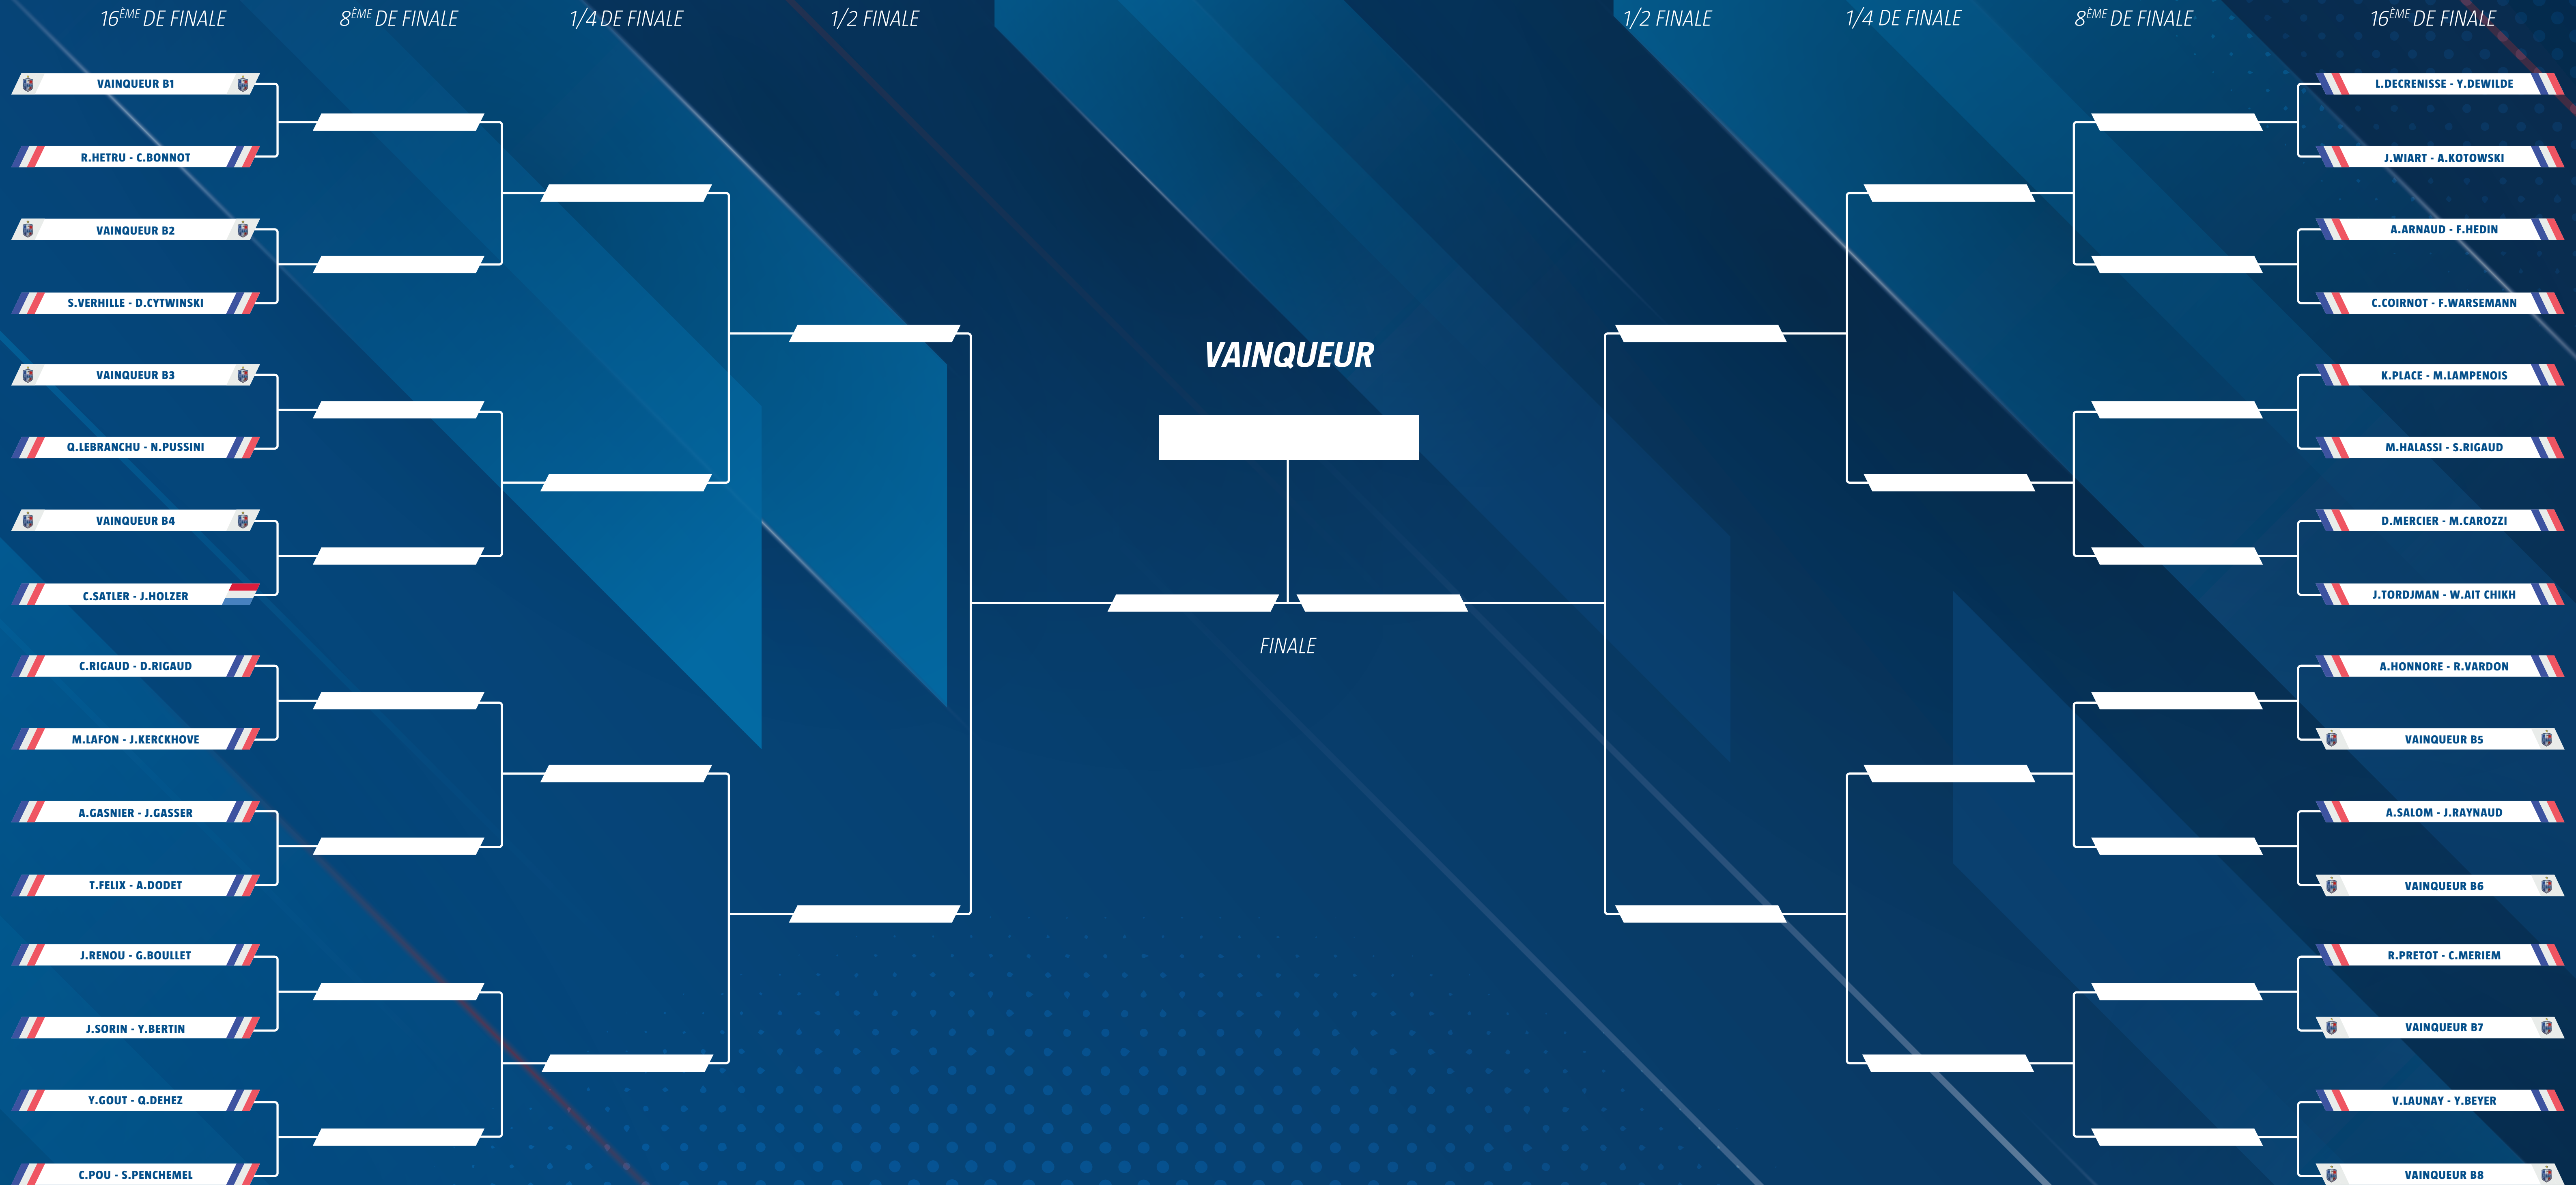 16ÈME DE FINALE
8ÈME DE FINALE
1/4 DE FINALE
1/2 FINALE
1/2 FINALE
1/4 DE FINALE
8ÈME DE FINALE
16ÈME DE FINALE
VAINQUEUR B1
R.HETRU - C.BONNOT
VAINQUEUR B2
S.VERHILLE - D.CYTWINSKI
VAINQUEUR B3
Q.LEBRANCHU - N.PUSSINI
VAINQUEUR B4
C.SATLER - J.HOLZER
C.RIGAUD - D.RIGAUD
M.LAFON - J.KERCKHOVE
A.GASNIER - J.GASSER
T.FELIX - A.DODET
J.RENOU - G.BOULLET
J.SORIN - Y.BERTIN
Y.GOUT - Q.DEHEZ
C.POU - S.PENCHEMEL
VAINQUEUR
FINALE
L.DECRENISSE - Y.DEWILDE
J.WIART - A.KOTOWSKI
A.ARNAUD - F.HEDIN
C.COIRNOT - F.WARSEMANN
K.PLACE - M.LAMPENOIS
M.HALASSI - S.RIGAUD
D.MERCIER - M.CAROZZI
J.TORDJMAN - W.AIT CHIKH
A.HONNORE - R.VARDON
VAINQUEUR B5
A.SALOM - J.RAYNAUD
VAINQUEUR B6
R.PRETOT - C.MERIEM
VAINQUEUR B7
V.LAUNAY - Y.BEYER
VAINQUEUR B8